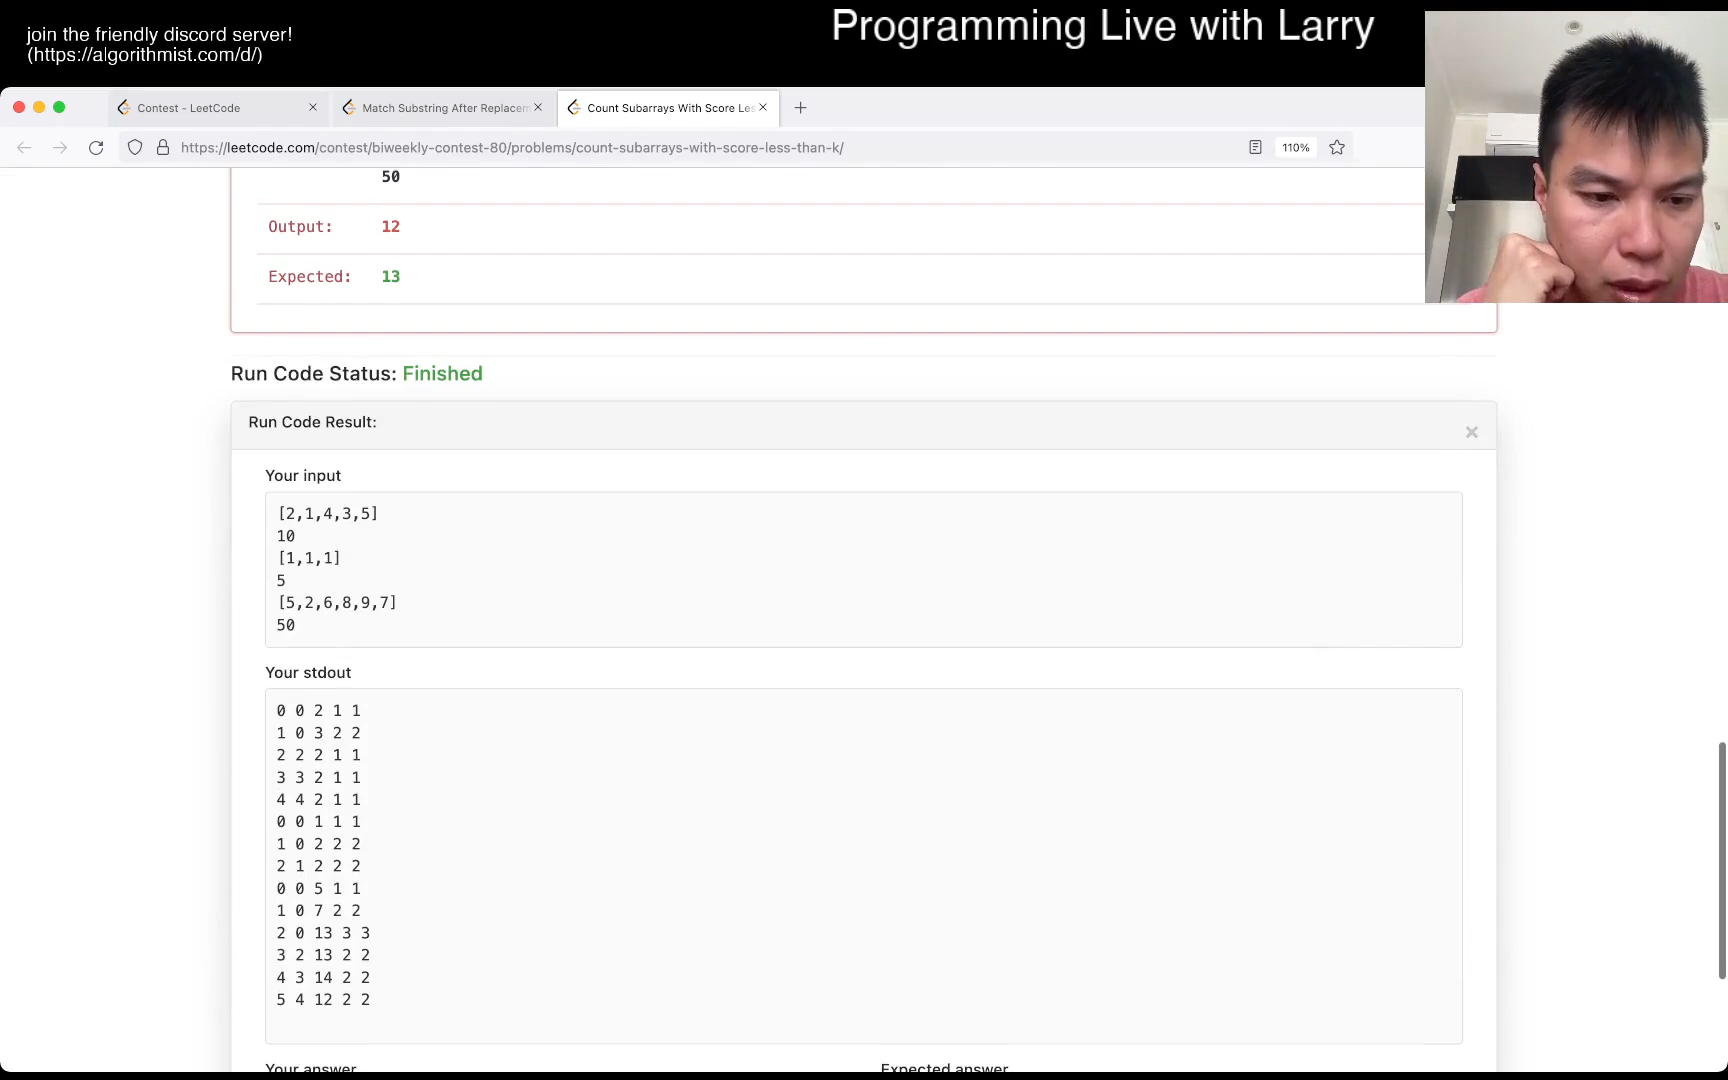 join the friendly discord server!
(https://algorithmist.com/d/)
Programming Live with Larry
Contest - LeetCode
Match Substring After Replacem
Count Subarrays With Score Les
https://leetcode.com/contest/biweekly-contest-80/problems/count-subarrays-with-score-less-than-k/
110%
50
Output: 12
Expected: 13
Run Code Status: Finished
Run Code Result:
Your input
[2,1,4,3,5]
10
[1,1,1]
5
[5,2,6,8,9,7]
50
Your stdout
0 0 2 1 1
1 0 3 2 2
2 2 2 1 1
3 3 2 1 1
4 4 2 1 1
0 0 1 1 1
1 0 2 2 2
2 1 2 2 2
0 0 5 1 1
1 0 7 2 2
2 0 13 3 3
3 2 13 2 2
4 3 14 2 2
5 4 12 2 2
Your answer
Expected answer